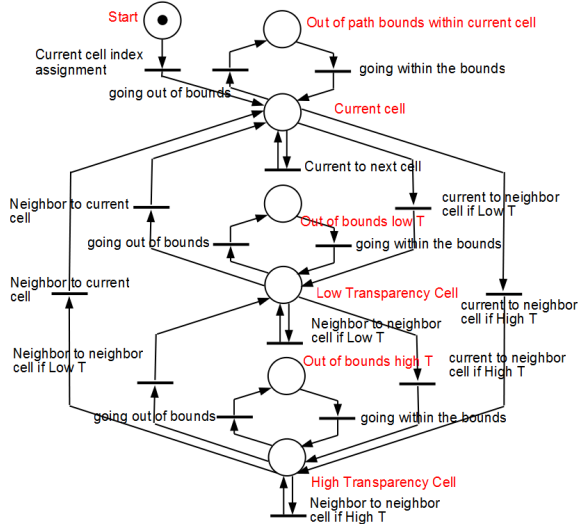 Start
Out of path bounds within current cell
Current cell index
assignment
going within the bounds
going out of bounds
Current cell
Current to next cell
Neighbor to current
cell
current to neighbor
cell if Low T
Out of bounds low T
going out of bounds
going within the bounds
Neighbor to current
cell
Low Transparency Cell
current to neighbor
cell if High T
Neighbor to neighbor
cell if Low T
Neighbor to neighbor
cell if Low T
Out of bounds high T
current to neighbor
cell if High T
going out of bounds
going within the bounds
High Transparency Cell
Neighbor to neighbor
cell if High T